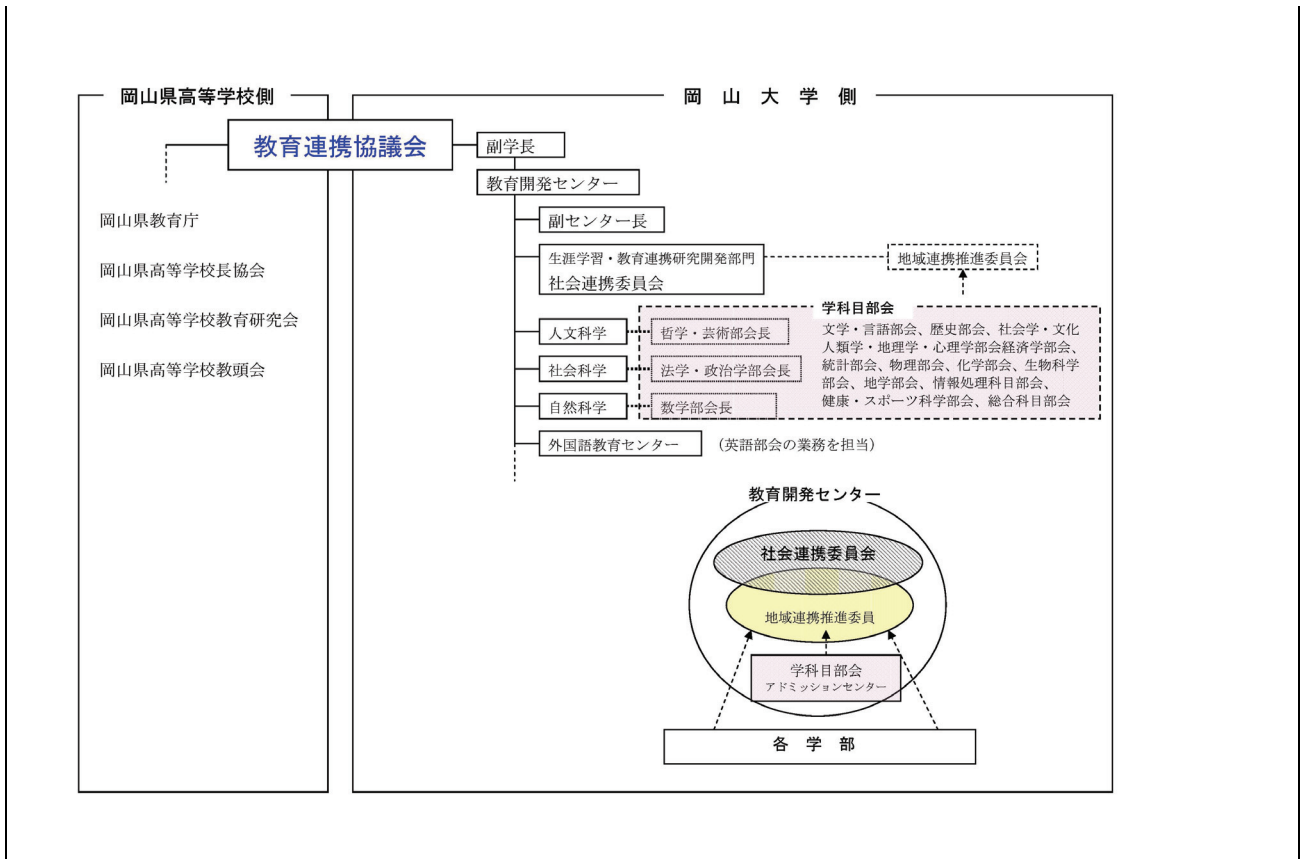 岡山県高等学校側
岡山大学側
教育連携協議会
岡山県教育庁
岡山県高等学校長協会
岡山県高等学校教育研究会
岡山県高等学校教頭会
副学長
教育開発センター
副センター長
生涯学習・教育連携研究開発部門
社会連携委員会
地域連携推進委員会
人文科学
哲学・芸術部会長
社会科学
法学・政治学部会長
自然科学
数学部会長
学科目部会
文学・言語部会、歴史部会、社会学・文化
人類学・地理学・心理学部会経済学部会、
統計部会、物理部会、化学部会、生物科学
部会、地学部会、情報処理科目部会、
健康・スポーツ科学部会、総合科目部会
外国語教育センター
(英語部会の業務を担当)
教育開発センター
社会連携委員会
地域連携推進委員
学科目部会
アドミッションセンター
各学部